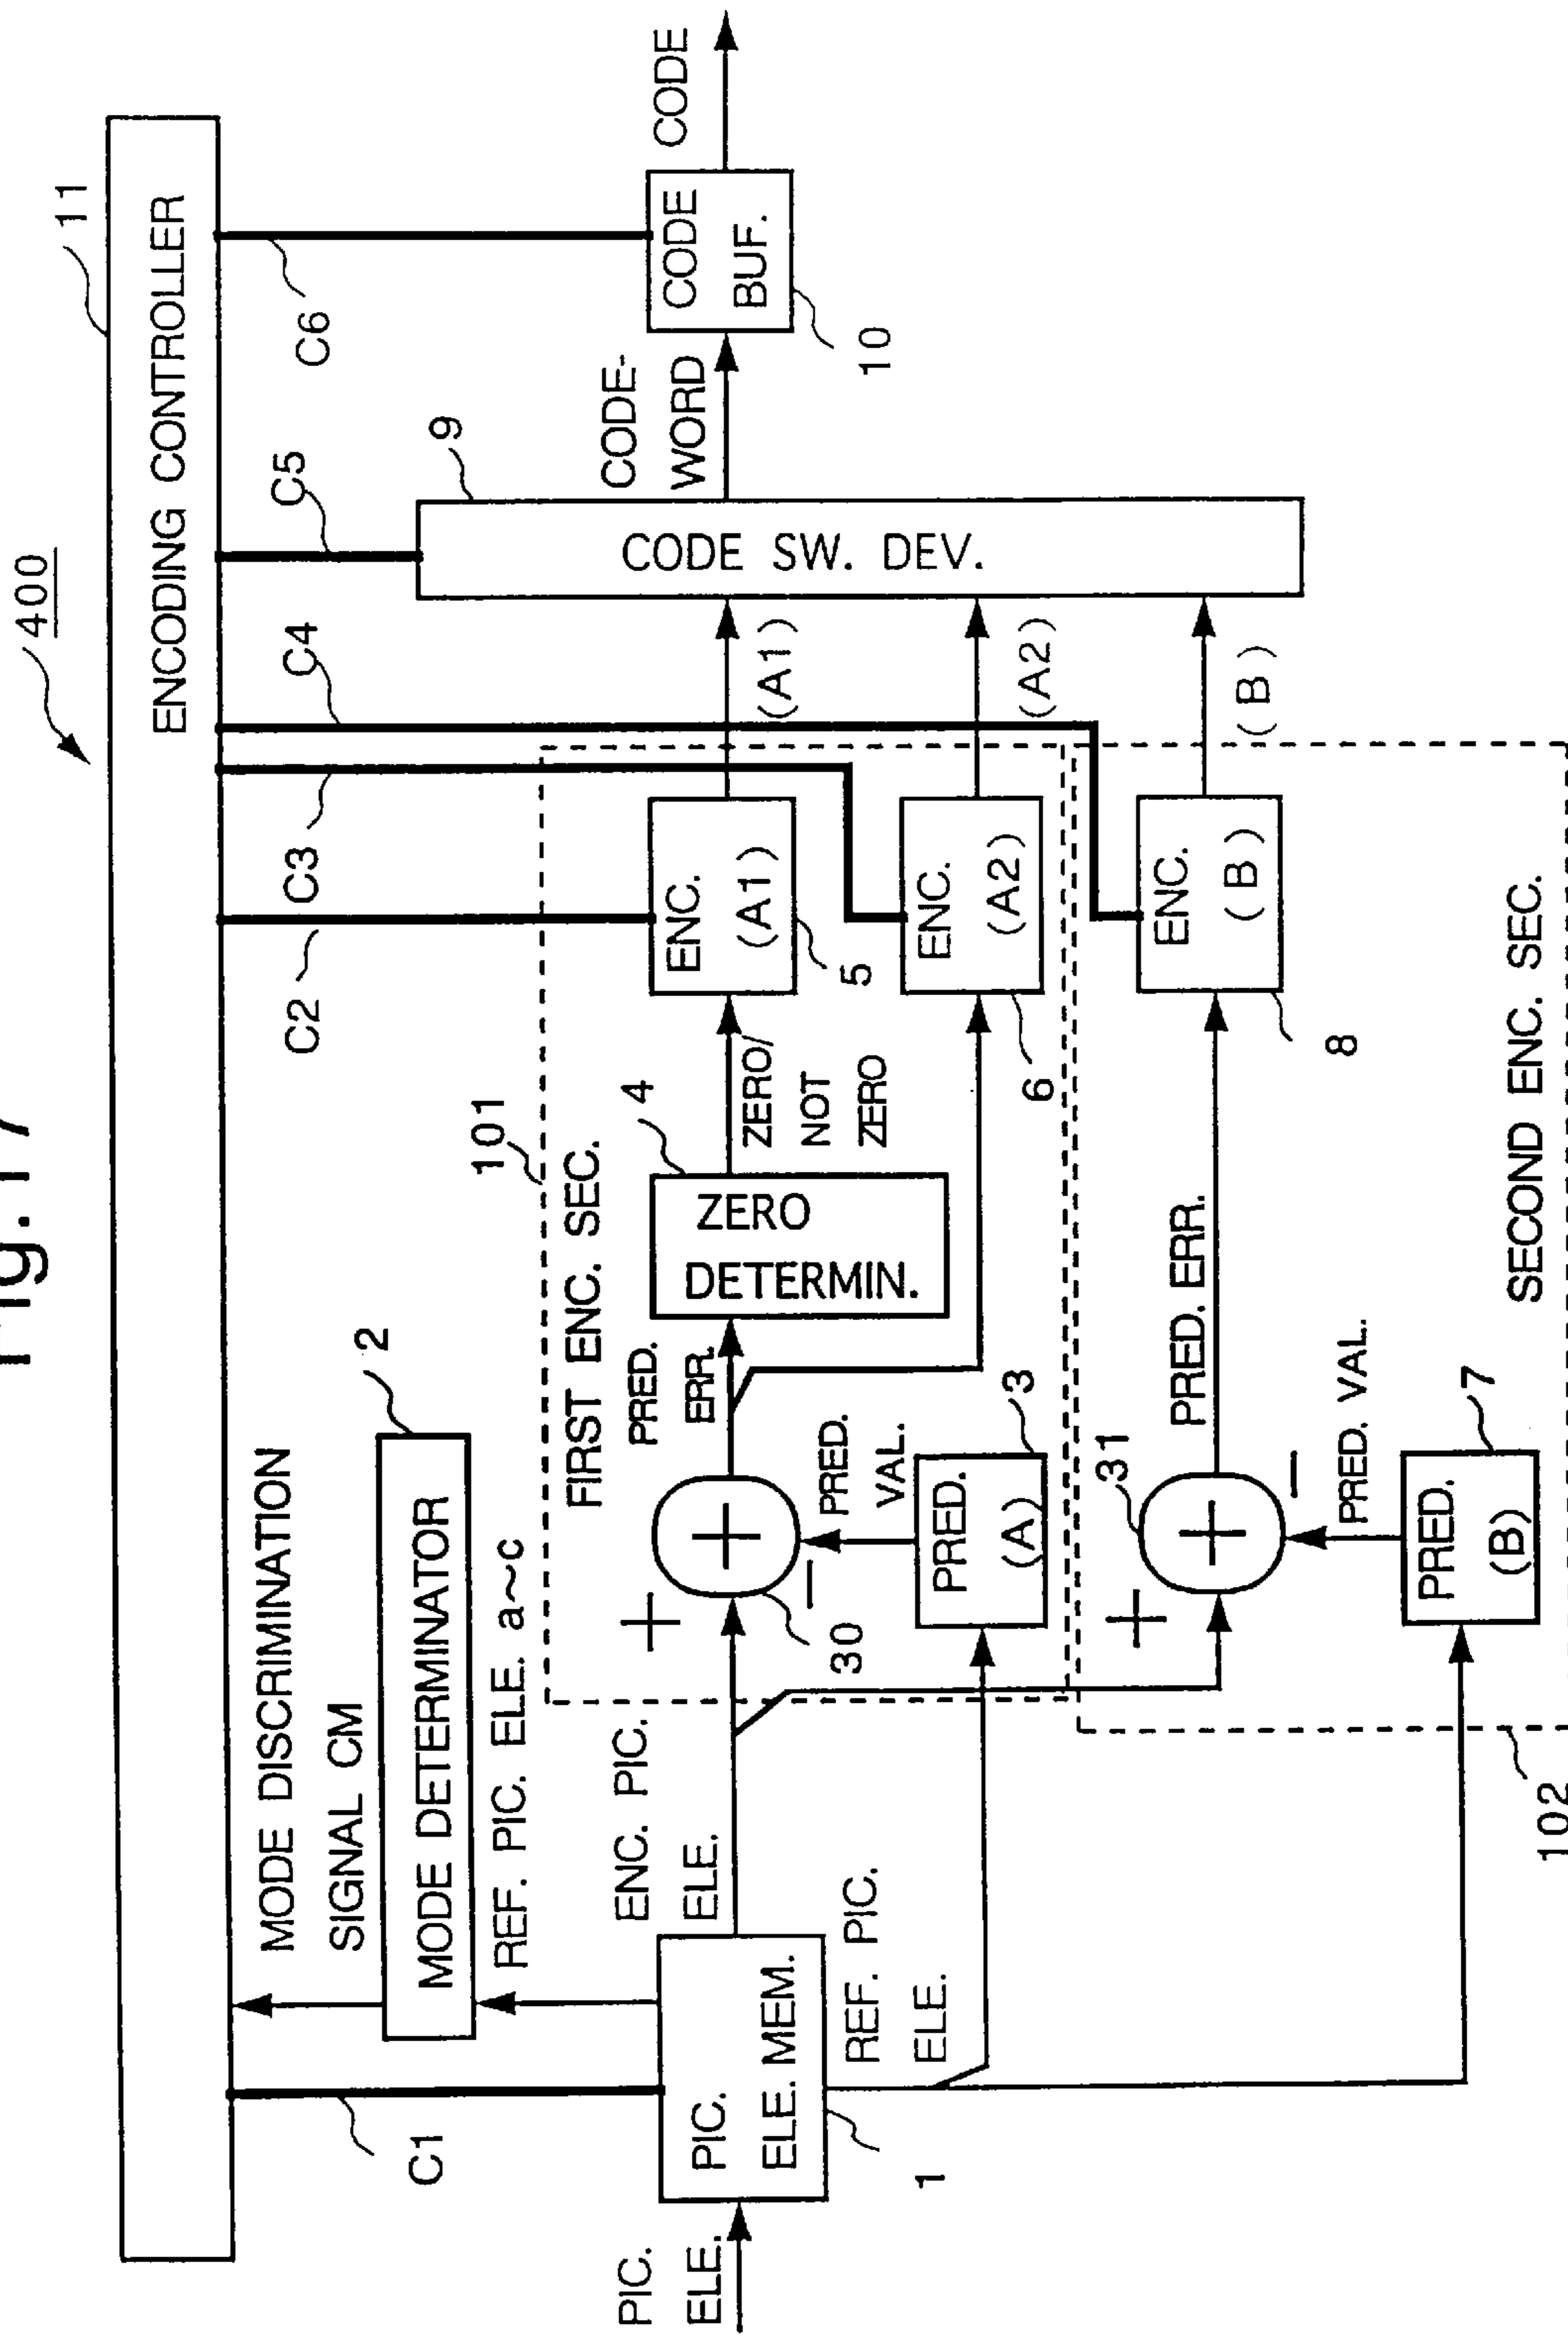 Fig.17
400
11
ENCODING CONTROLLER
MODE DISCRIMINATION
SIGNAL CM
C1
C2
C3
C4
C5
C6
2
MODE DETERMINATOR
REF. PIC. ELE. a~c
101
FIRST ENC. SEC.
PIC.
ELE.
PIC.
ELE. MEM.
1
ENC. PIC.
ELE.
REF. PIC.
ELE.
+
+
−
30
PRED.
ERR.
PRED.
VAL.
PRED.
(A)
3
4
ZERO
DETERMIN.
ZERO/
NOT
ZERO
ENC.
(A1)
5
ENC.
(A2)
6
(A1)
(A2)
(B)
9
CODE SW. DEV.
CODE-
WORD
CODE
BUF.
10
CODE
+
+
−
31
PRED. ERR.
PRED. VAL.
PRED.
(B)
7
ENC.
(B)
8
SECOND ENC. SEC.
102